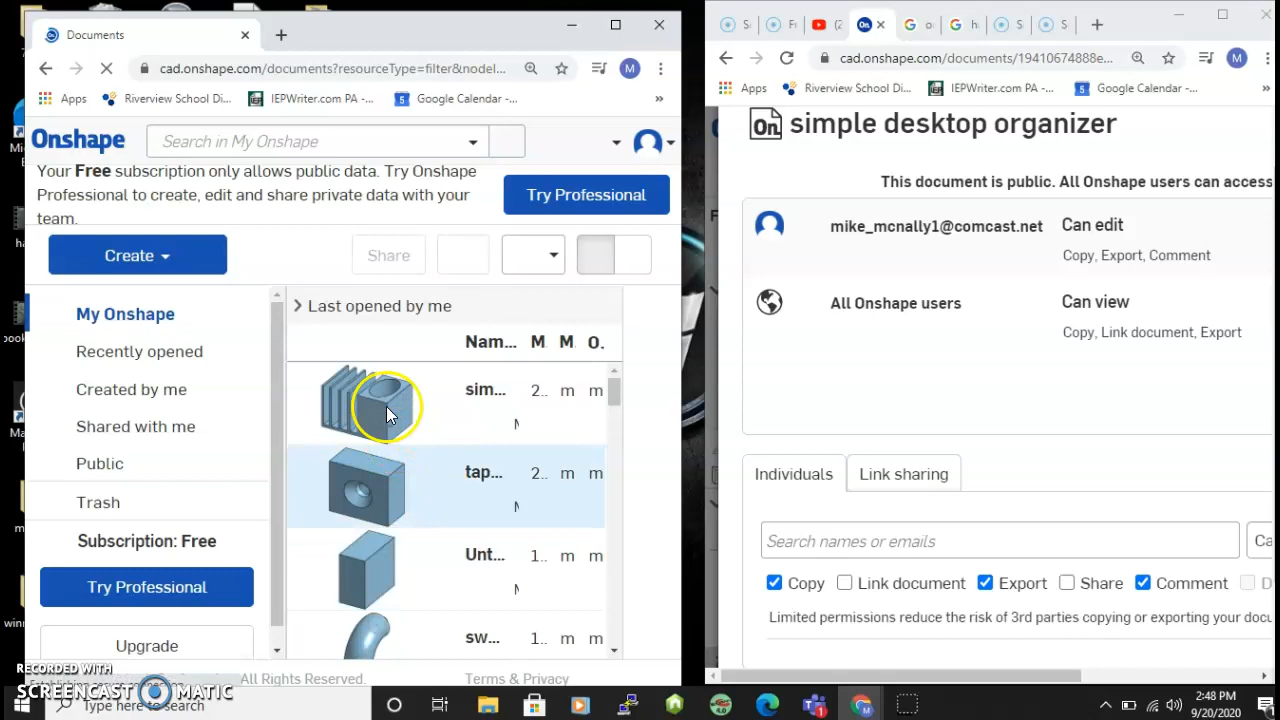 Documents
cad.onshape.com/documents?resourceType=filter&nodel...
M
Apps
Riverview School Di...
IEPWriter.com PA -...
Google Calendar -...
»
Onshape
Search in My Onshape
Your Free subscription only allows public data. Try Onshape
Professional to create, edit and share private data with your
team.
Try Professional
Create
Share
My Onshape
Recently opened
Created by me
Shared with me
Public
Trash
Subscription: Free
Try Professional
Upgrade
Last opened by me
Nam... M M O.
sim... 2.. m m
tap... 2.. m m
Unt... 1.. m m
sw... 1.. m m
All Rights Reserved.
Terms & Privacy
On
cad.onshape.com/documents/19410674888e...
M
Apps
Riverview School Di...
IEPWriter.com PA -...
Google Calendar -...
»
On simple desktop organizer
This document is public. All Onshape users can access
mike_mcnally1@comcast.net
Can edit
Copy, Export, Comment
All Onshape users
Can view
Copy, Link document, Export
Individuals
Link sharing
Search names or emails
Ca
Copy
Link document
Export
Share
Comment
D
Limited permissions reduce the risk of 3rd parties copying or exporting your docu
RECORDED WITH
SCREENCAST MATIC
Type here to search
2:48 PM
9/20/2020